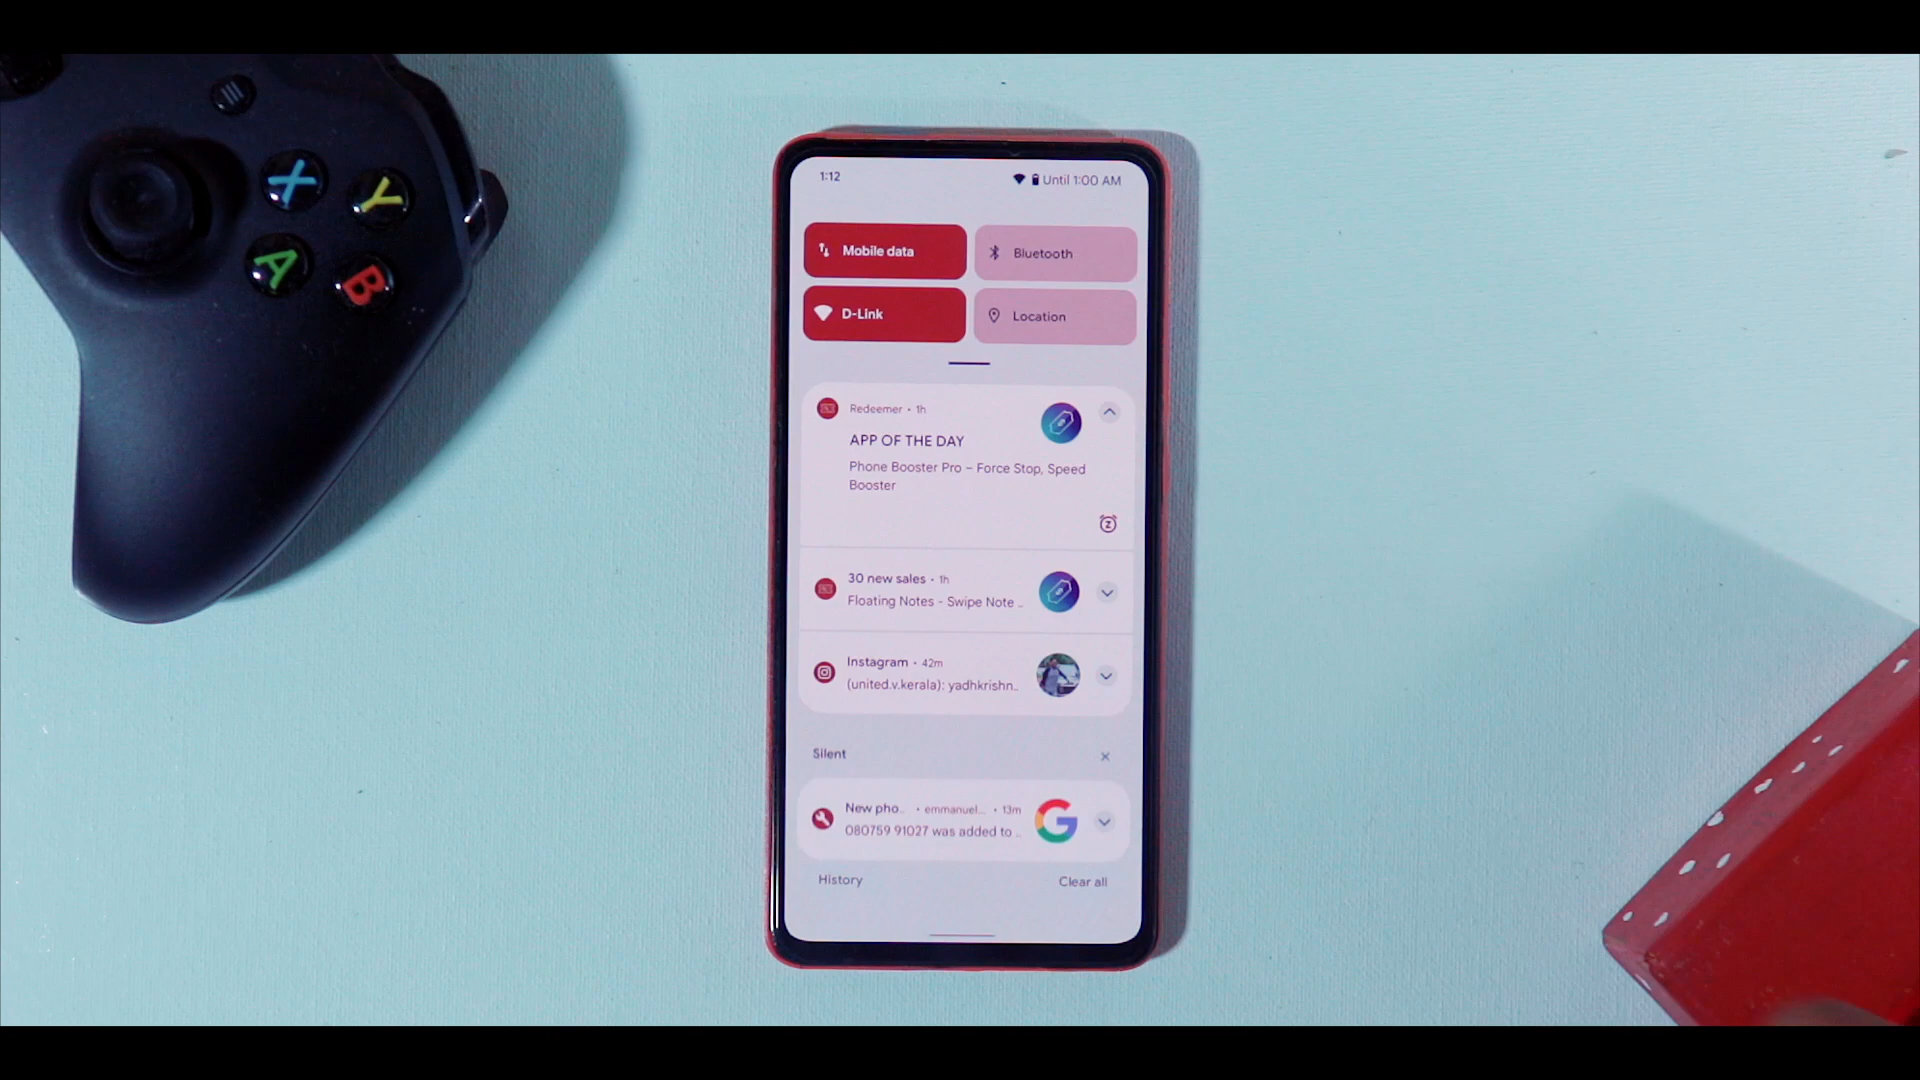 X
Y
A
B
1:12
Until 1:00 AM
Mobile data
Bluetooth
D-Link
Location
Redeemer • 1h
APP OF THE DAY
Phone Booster Pro – Force Stop, Speed
Booster
30 new sales • 1h
Floating Notes - Swipe Note ..
Instagram • 42m
(united.v.kerala): yadhkrishn..
Silent
New pho.. • emmanuel... • 13m
080759 91027 was added to ..
History
Clear all